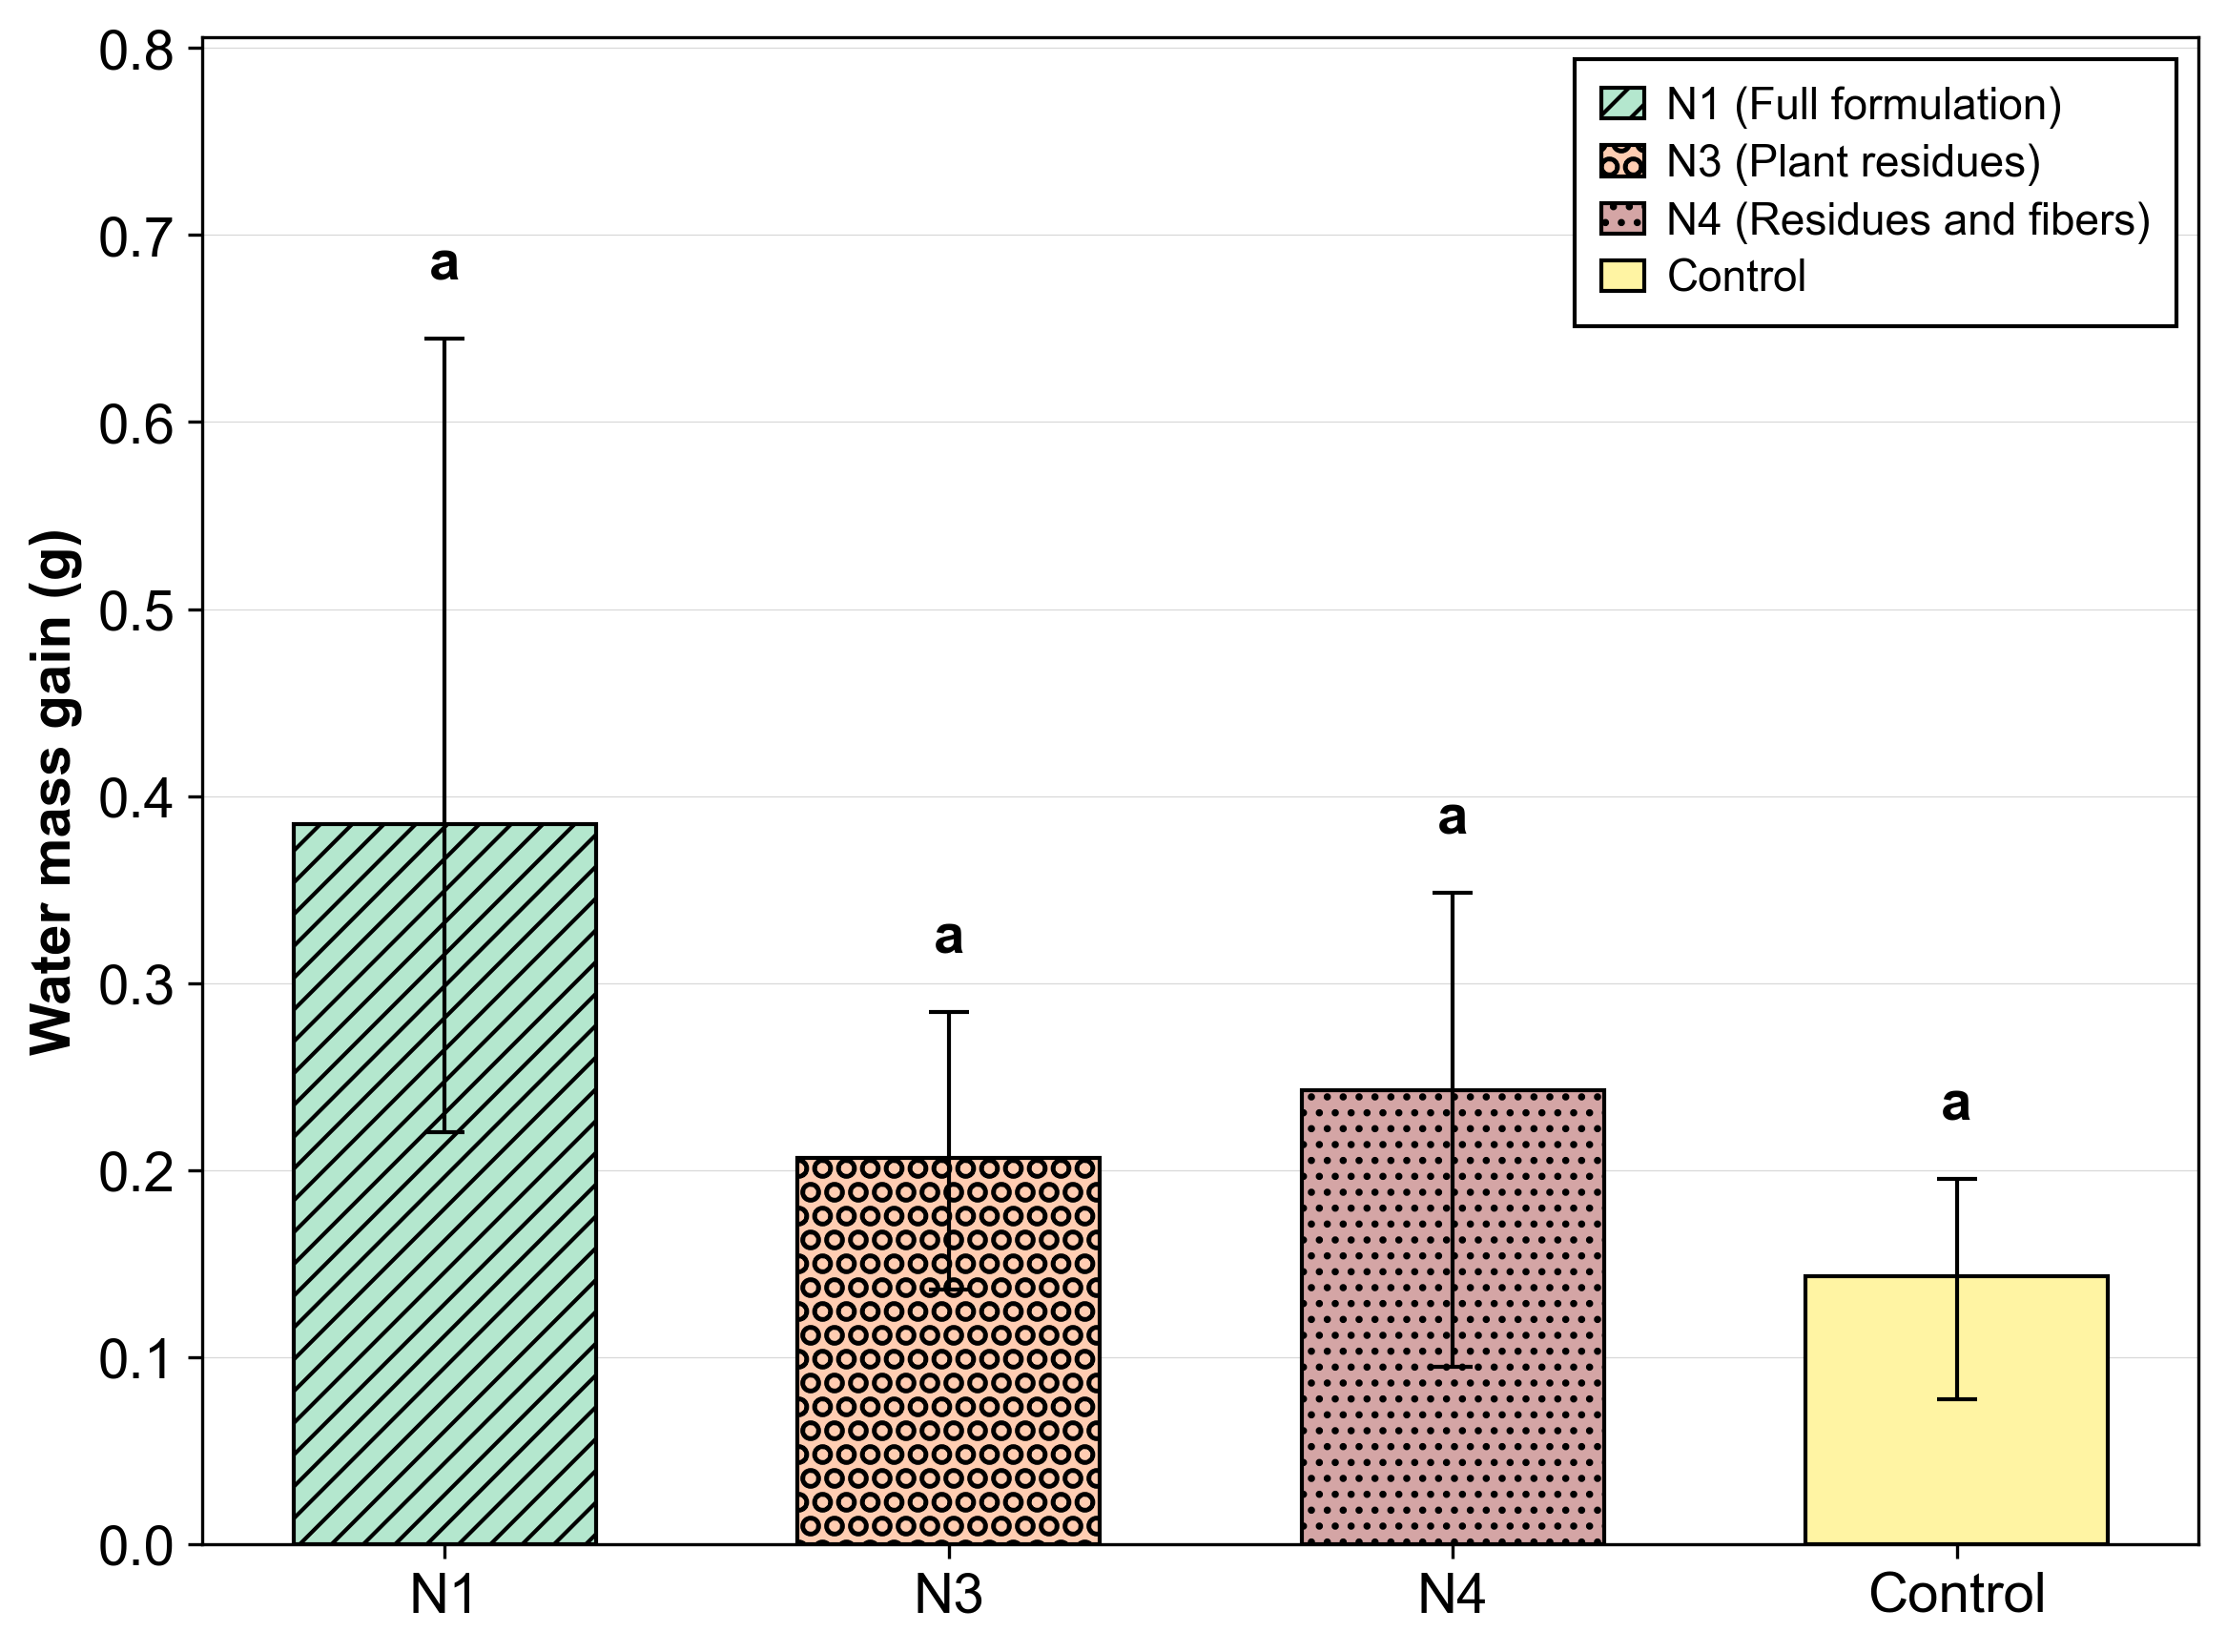 0.8
0.7
0.6
0.5
0.4
0.3
0.2
0.1
0.0
Water mass gain (g)
N1 (Full formulation)
N3 (Plant residues)
N4 (Residues and fibers)
Control
a
a
a
a
N1
N3
N4
Control